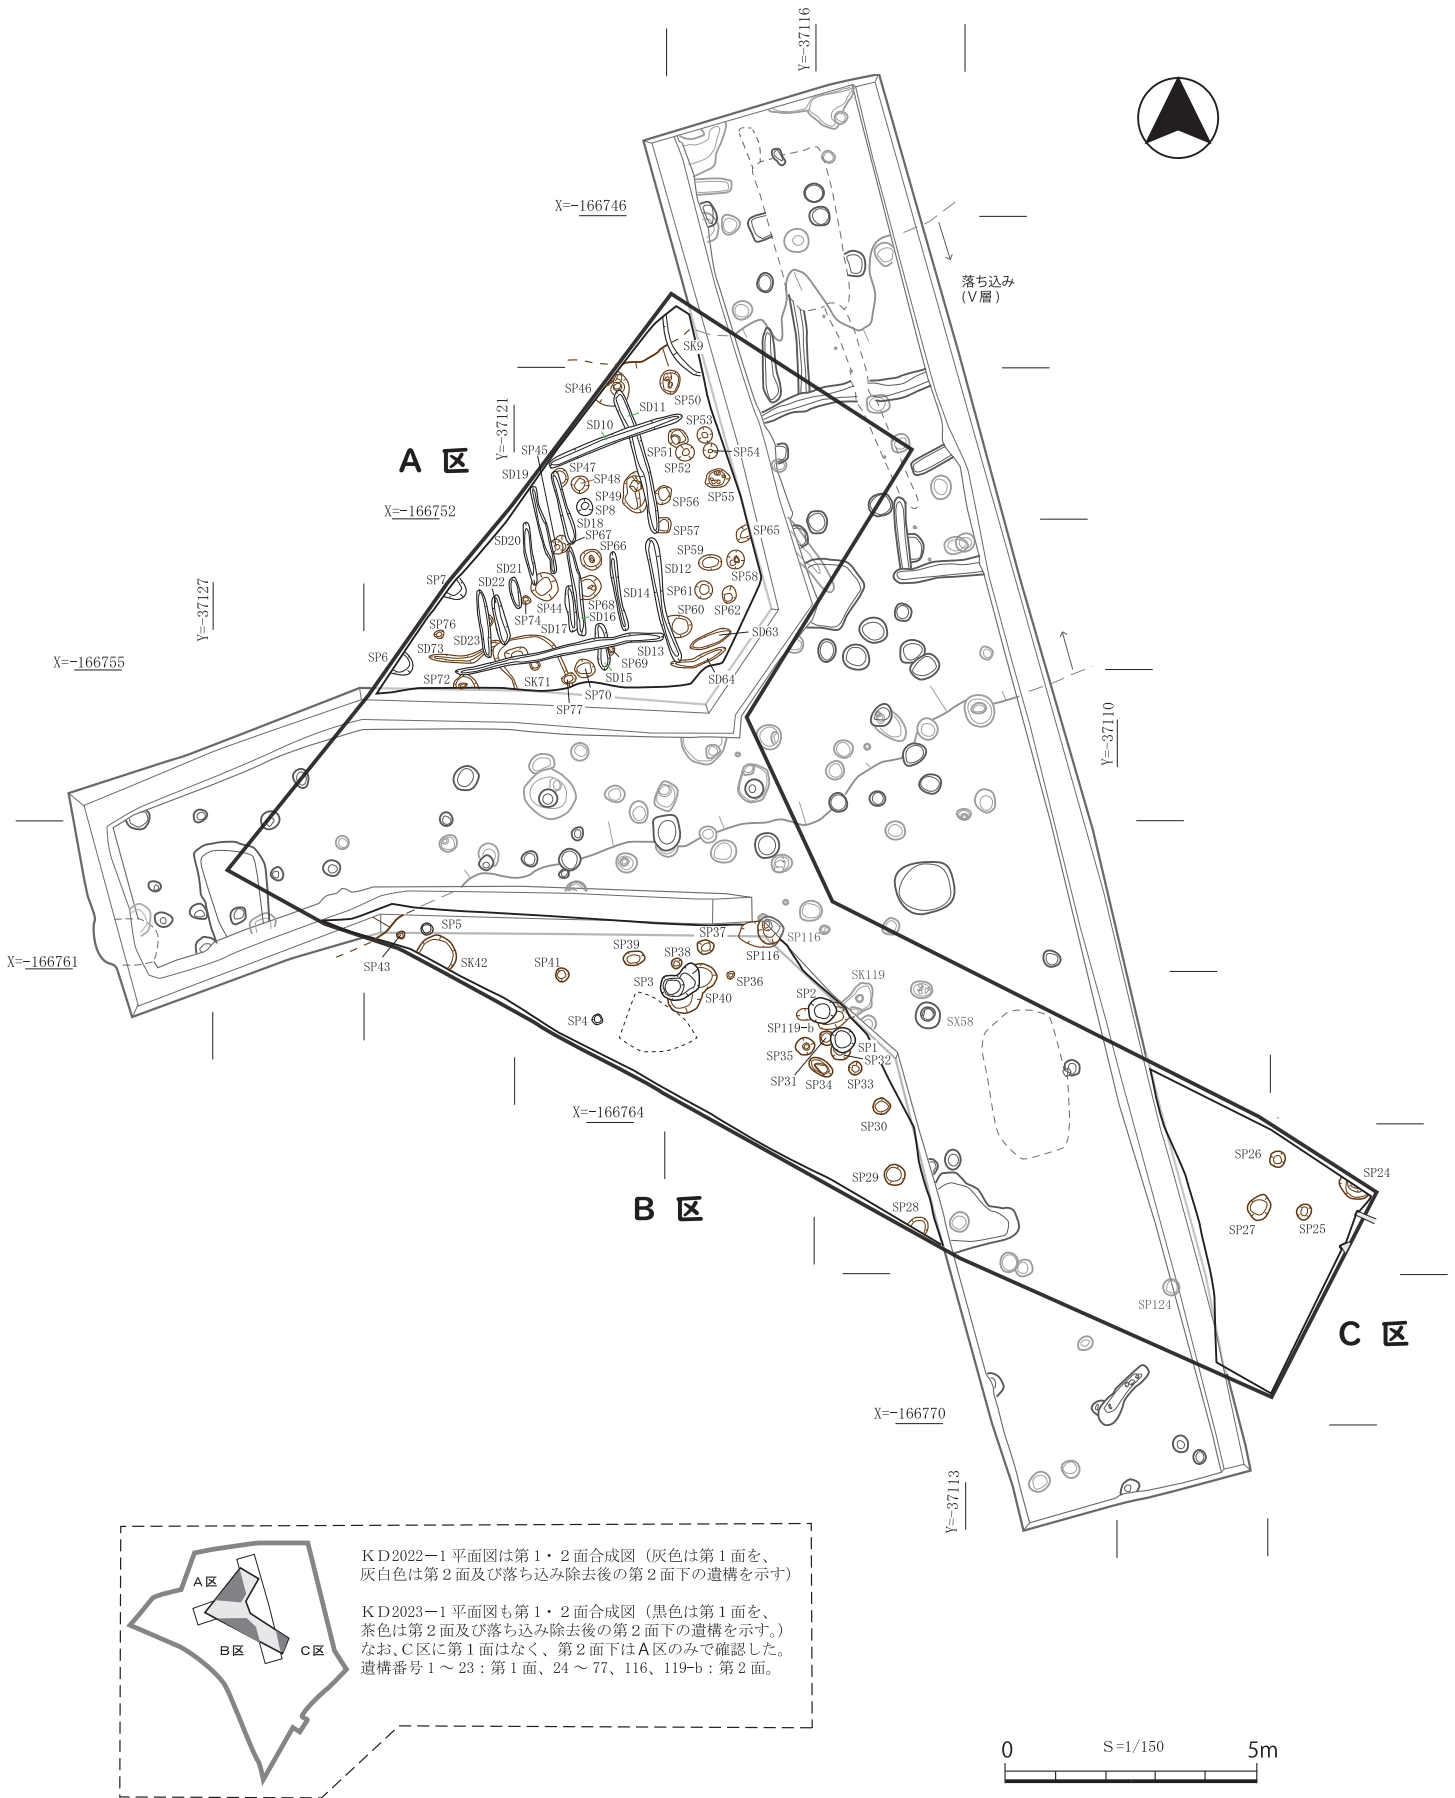 Y=-37116
X=-166746
落ち込み
(Ⅴ層)
SK9
SP46
SP50
SD11
SD10
SP53
Y=-37121
SP45
SP51
SP54
SP52
A 区
SD19
SP47
SP48
SP49
SP55
SP56
SP8
X=-166752
SD18
SP57
SP67
SP65
SD20
SP66
SP59
SD21
SD12
SP58
SP7
SD22
SP44
SP68
SD14
SP61
SP62
Y=-37127
SP74
SD16
SP60
SP76
SD17
SD63
SD23
SD73
SD13
X=-166755
SP6
SP69
SP72
SK71
SP70
SD15
SD64
SP77
Y=-37110
SP5
SP37
SP116
SP116
SP43
SK42
SP39
SP38
X=-166761
SP41
SP3
SP36
SK119
SP40
SP2
SP4
SP119-b
SX58
SP1
SP35
SP32
SP31
SP34
SP33
X=-166764
SP30
SP26
SP29
SP24
B 区
SP28
SP27
SP25
SP124
C 区
X=-166770
Y=-37113
A区
B区
C区
ＫＤ2022－1 平面図は第１・２面合成図（灰色は第１面を、
灰白色は第２面及び落ち込み除去後の第２面下の遺構を示す）
ＫＤ2023－1 平面図も第１・２面合成図（黒色は第１面を、
茶色は第２面及び落ち込み除去後の第２面下の遺構を示す。）
なお、Ｃ区に第１面はなく、第２面下はＡ区のみで確認した。
遺構番号１～23：第１面、24～77、116、119-b：第２面。
0
Ｓ=1/150
5m